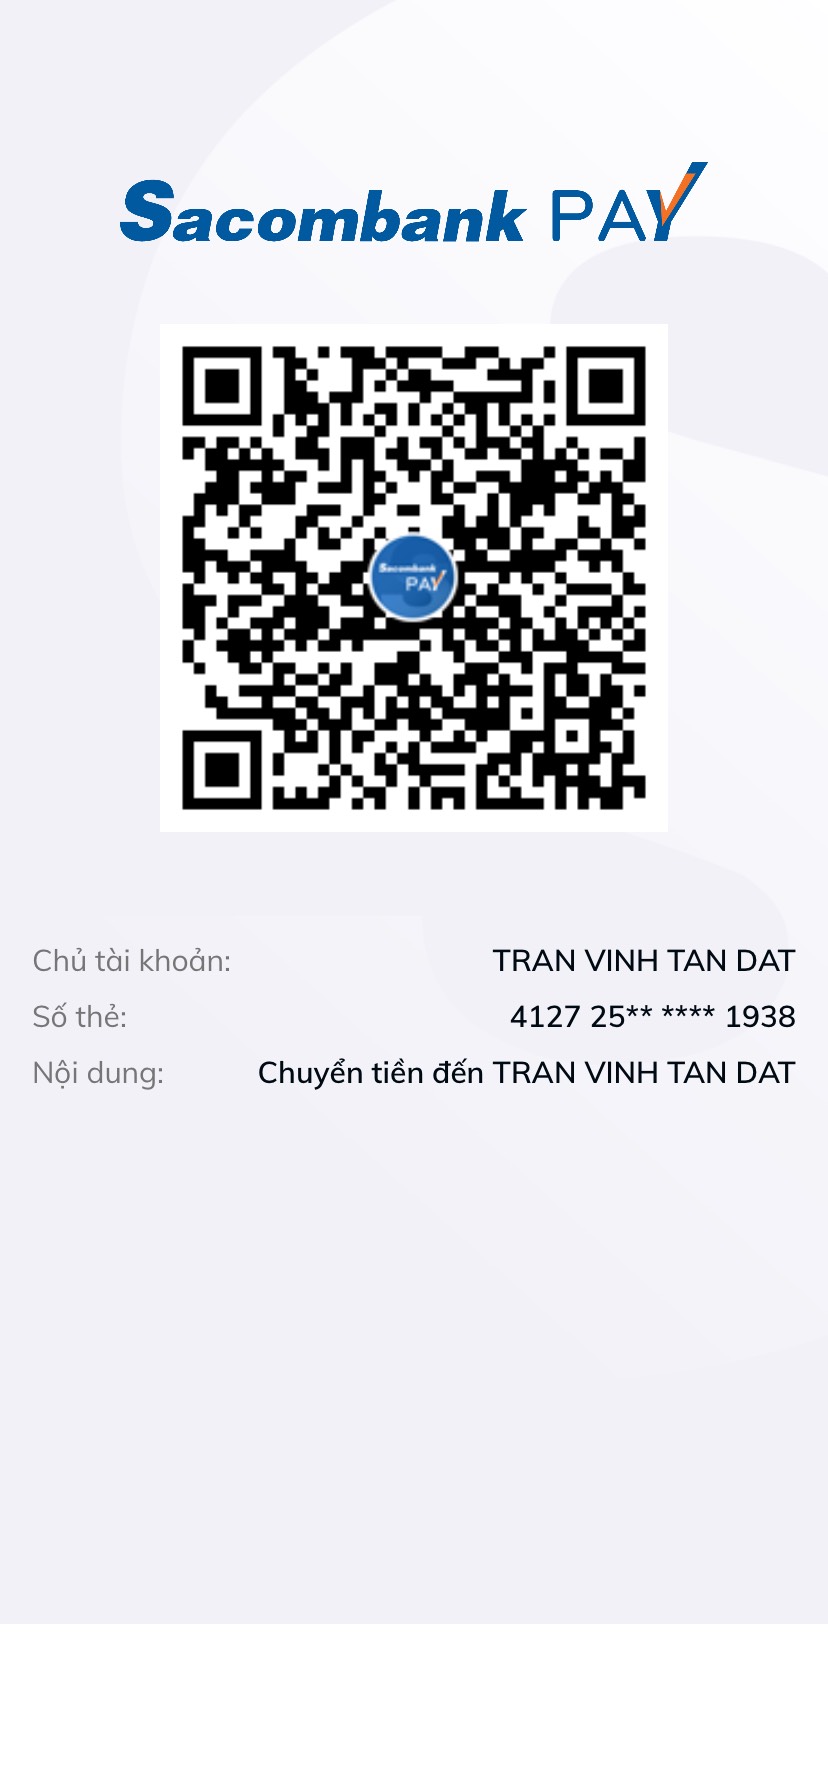 Sacombank PAY
Sacombank
PAY
Chủ tài khoản: TRAN VINH TAN DAT
Số thẻ: 4127 25** **** 1938
Nội dung: Chuyển tiền đến TRAN VINH TAN DAT